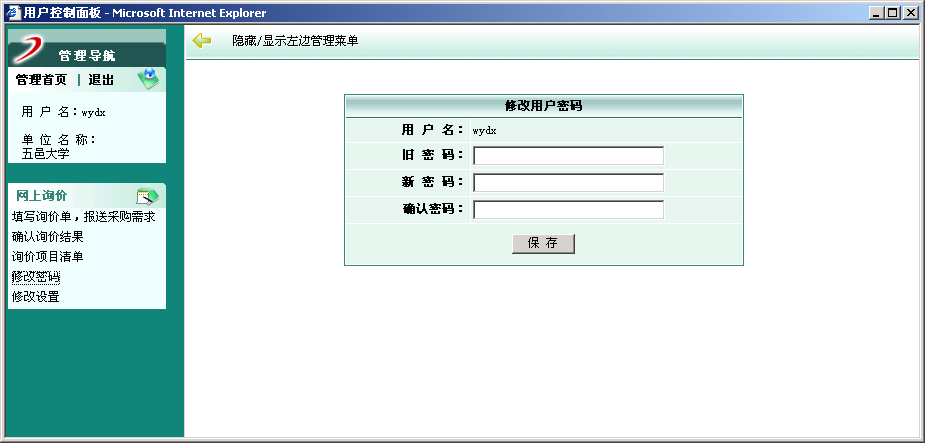 用户控制面板 - Microsoft Internet Explorer
管理导航
管理首页 | 退出
用 户 名：wydx
单 位 名 称：
五邑大学
网上询价
填写询价单，报送采购需求
确认询价结果
询价项目清单
修改密码
修改设置
隐藏/显示左边管理菜单
修改用户密码
用 户 名： wydx
旧 密 码：
新 密 码：
确认密码：
保 存